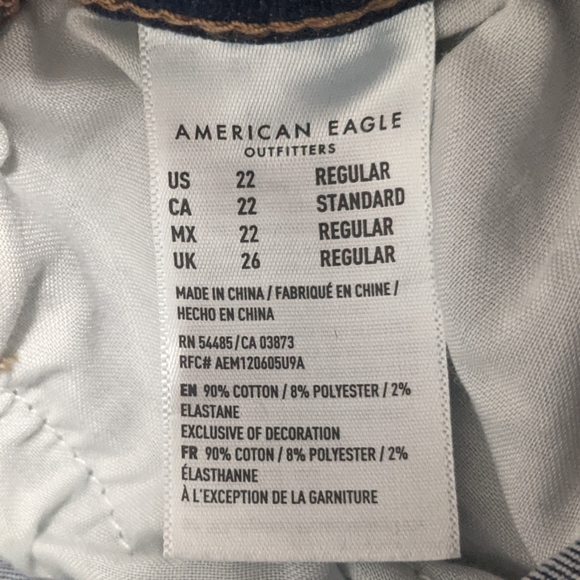 AMERICAN EAGLE
OUTFITTERS
US 22 REGULAR
CA 22 STANDARD
MX 22 REGULAR
UK 26 REGULAR
MADE IN CHINA / FABRIQUÉ EN CHINE /
HECHO EN CHINA
RN 54485 / CA 03873
RFC# AEM120605U9A
EN 90% COTTON / 8% POLYESTER / 2%
ELASTANE
EXCLUSIVE OF DECORATION
FR 90% COTON / 8% POLYESTER / 2%
ÉLASTHANNE
À L'EXCEPTION DE LA GARNITURE